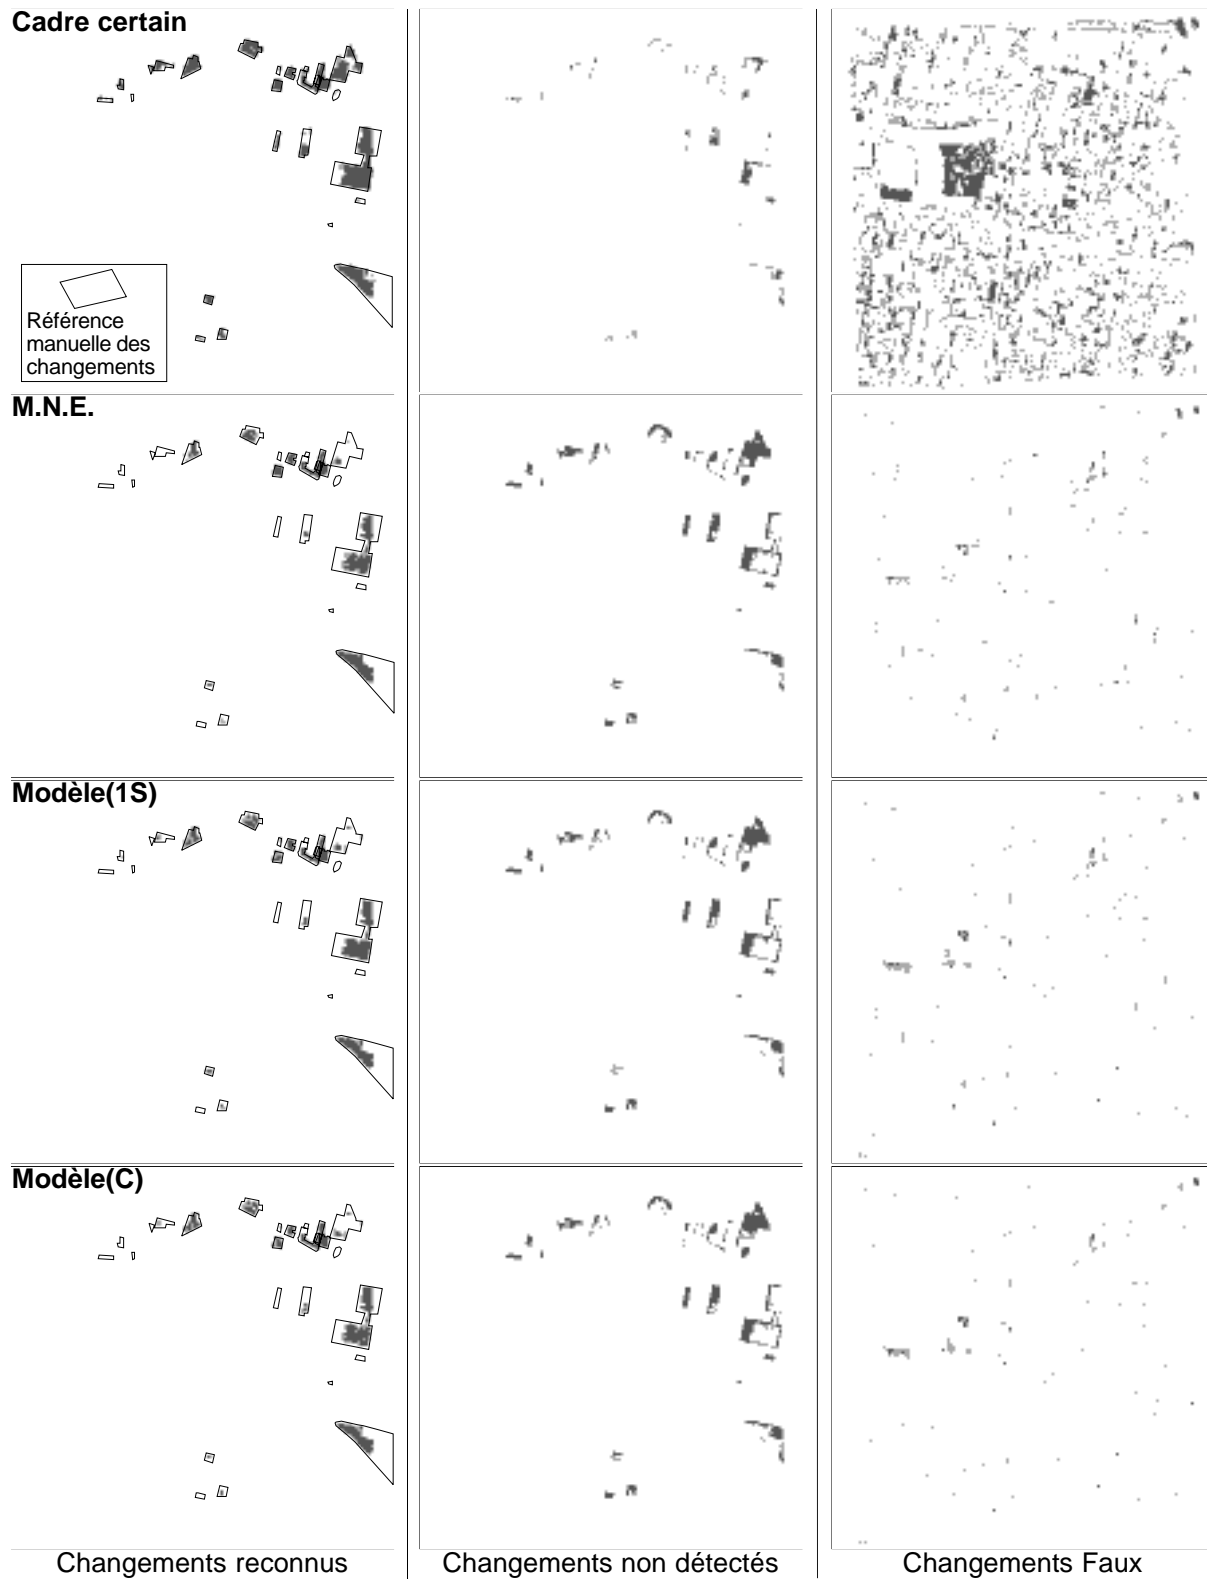 Cadre certain
Référence
manuelle des
changements
M.N.E.
Modèle(1S)
Modèle(C)
Changements reconnus
Changements non détectés
Changements Faux